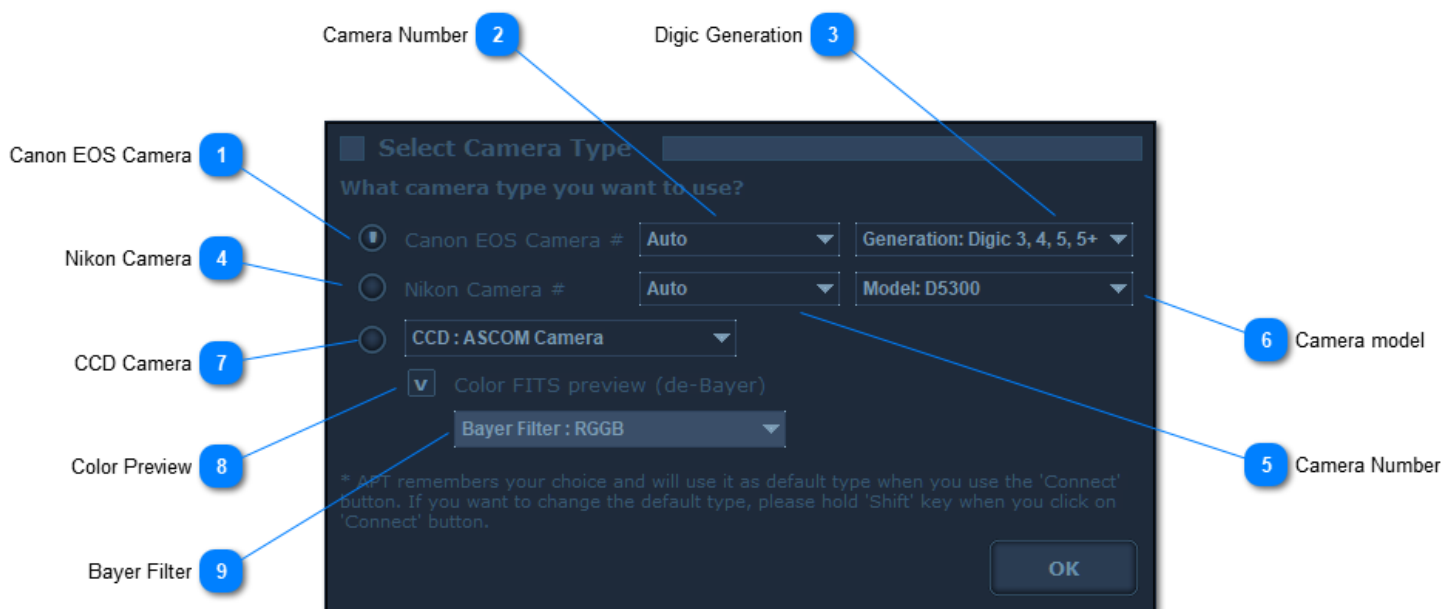 Camera Number 2
Digic Generation 3
Canon EOS Camera 1
Select Camera Type
What camera type you want to use?
Canon EOS Camera # Auto Generation: Digic 3, 4, 5, 5+
Nikon Camera 4
Nikon Camera # Auto Model: D5300
CCD : ASCOM Camera
6 Camera model
CCD Camera 7
v Color FITS preview (de-Bayer)
Bayer Filter : RGGB
Color Preview 8
5 Camera Number
* APT remembers your choice and will use it as default type when you use the 'Connect'
button. If you want to change the default type, please hold 'Shift' key when you click on
'Connect' button.
Bayer Filter 9
OK